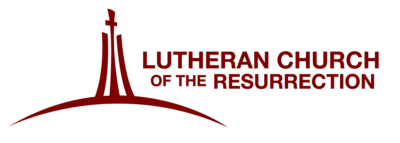 LUTHERAN CHURCH
OF THE RESURRECTION